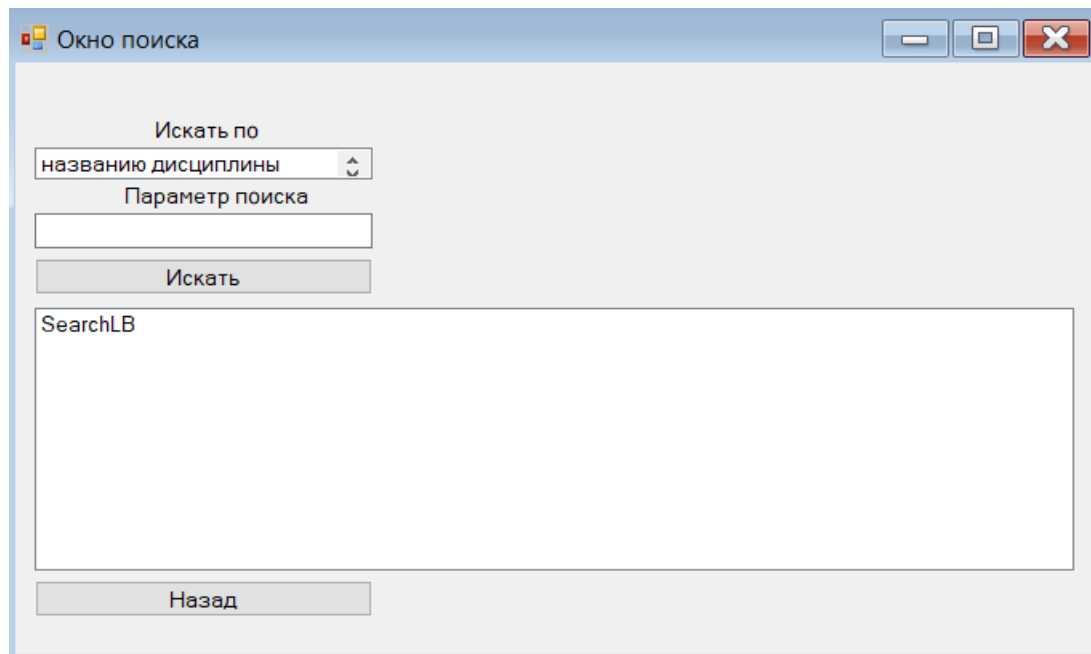 Окно поиска
Искать по
названию дисциплины
Параметр поиска
Искать
SearchLB
Назад